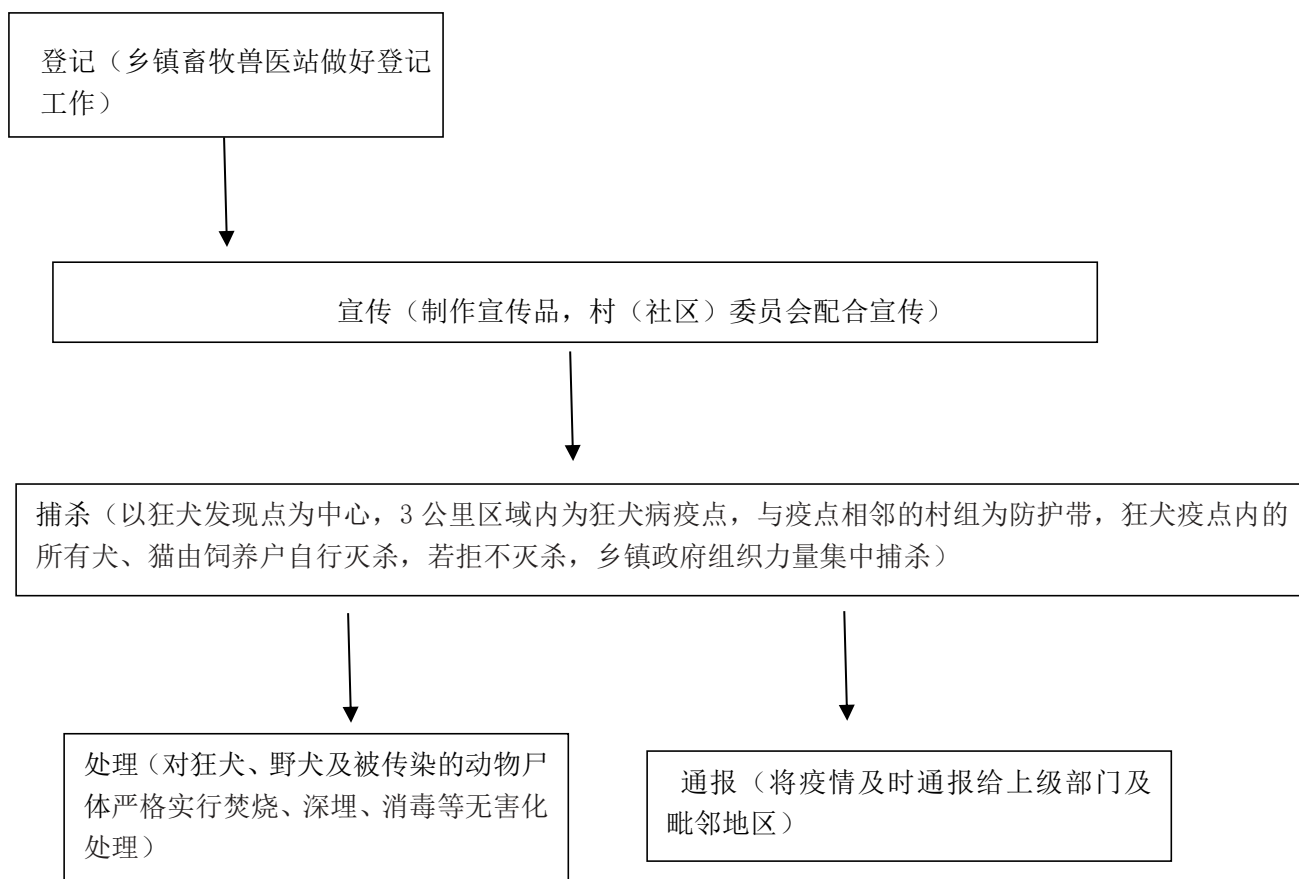 登记（乡镇畜牧兽医站做好登记
工作）
宣传（制作宣传品，村（社区）委员会配合宣传）
捕杀（以狂犬发现点为中心，3 公里区域内为狂犬病疫点，与疫点相邻的村组为防护带，狂犬疫点内的
所有犬、猫由饲养户自行灭杀，若拒不灭杀，乡镇政府组织力量集中捕杀）
处理（对狂犬、野犬及被传染的动物尸
体严格实行焚烧、深埋、消毒等无害化
处理）
通报（将疫情及时通报给上级部门及
毗邻地区）